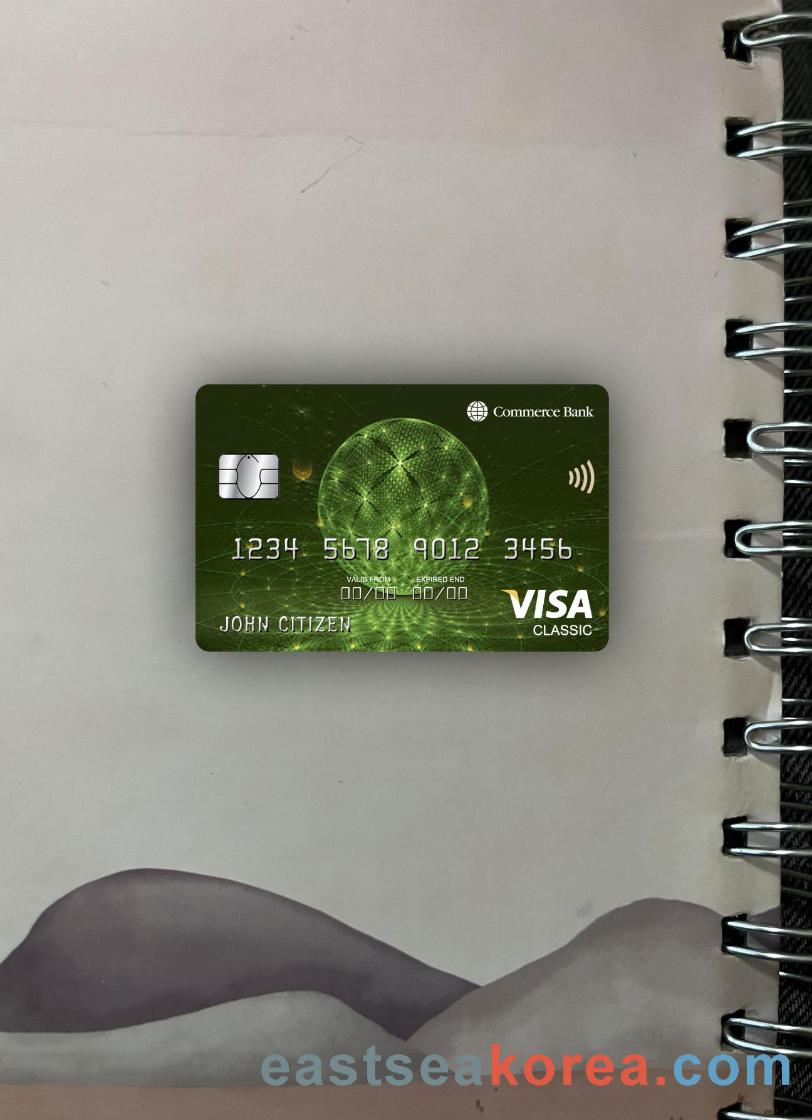 Commerce Bank
1234 5678 9012 3456
VALID FROM EXPIRED END
00/00 00/00
VISA
CLASSIC
JOHN CITIZEN
eastseakorea.com